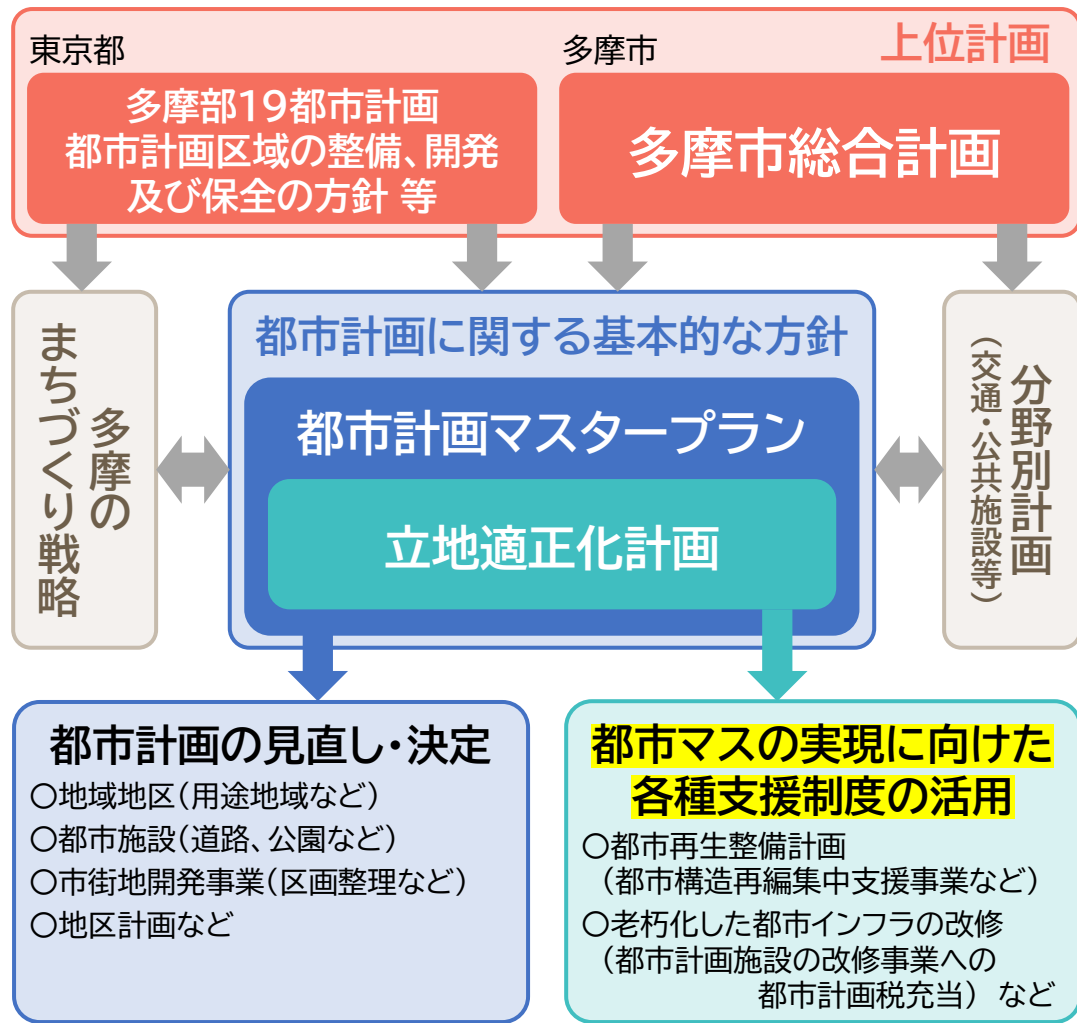 上位計画
東京都
多摩部19都市計画
都市計画区域の整備、開発
及び保全の方針 等
多摩市
多摩市総合計画
多摩の
まちづくり戦略
都市計画に関する基本的な方針
都市計画マスタープラン
立地適正化計画
分野別計画
(交通・公共施設等)
都市計画の見直し・決定
○地域地区(用途地域など)
○都市施設(道路、公園など)
○市街地開発事業(区画整理など)
○地区計画など
都市マスの実現に向けた
各種支援制度の活用
○都市再生整備計画
(都市構造再編集中支援事業など)
○老朽化した都市インフラの改修
(都市計画施設の改修事業への
都市計画税充当) など